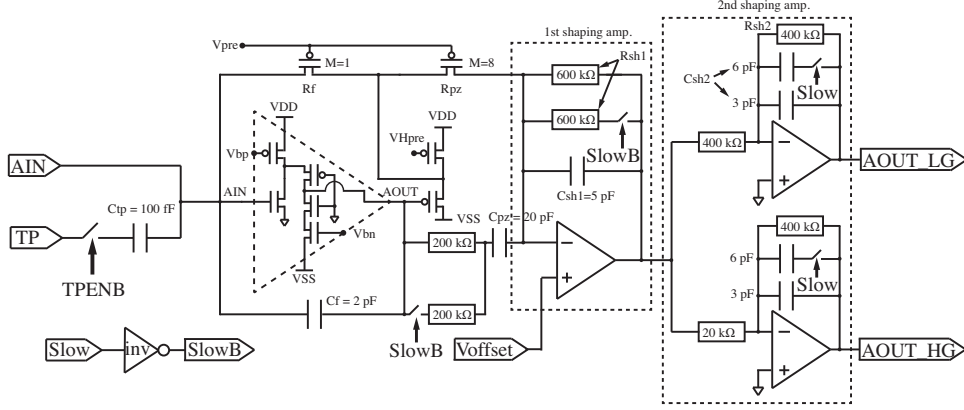 2nd shaping amp.
Rsh2
400 kΩ
Vpre
1st shaping amp.
M=1
M=8
Rsh1
600 kΩ
6 pF
Rf
Rpz
Csh2
Slow
VDD
VDD
600 kΩ
3 pF
Vbp
VHpre
SlowB
400 kΩ
AIN
AOUT_LG
AIN
AOUT
Csh1=5 pF
Ctp = 100 fF
VSS
Cpz = 20 pF
TP
Vbn
400 kΩ
200 kΩ
VSS
6 pF
TPENB
Slow
Cf = 2 pF
3 pF
200 kΩ
20 kΩ
Slow
inv
SlowB
SlowB
Voffset
AOUT_HG